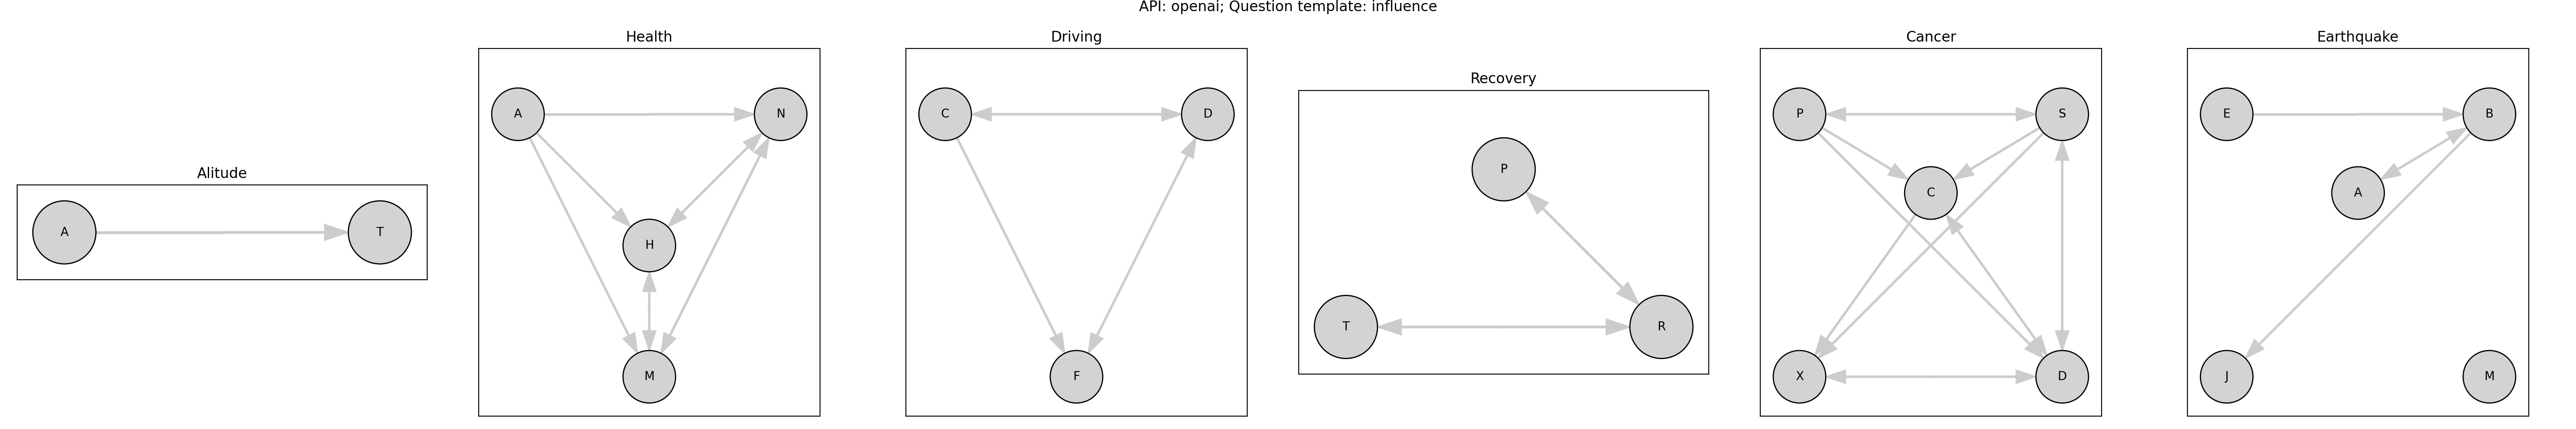 API: openai; Question template: influence
Alitude
A
T
Health
A
N
H
M
Driving
C
D
F
Recovery
P
T
R
Cancer
P
S
C
X
D
Earthquake
E
B
A
J
M